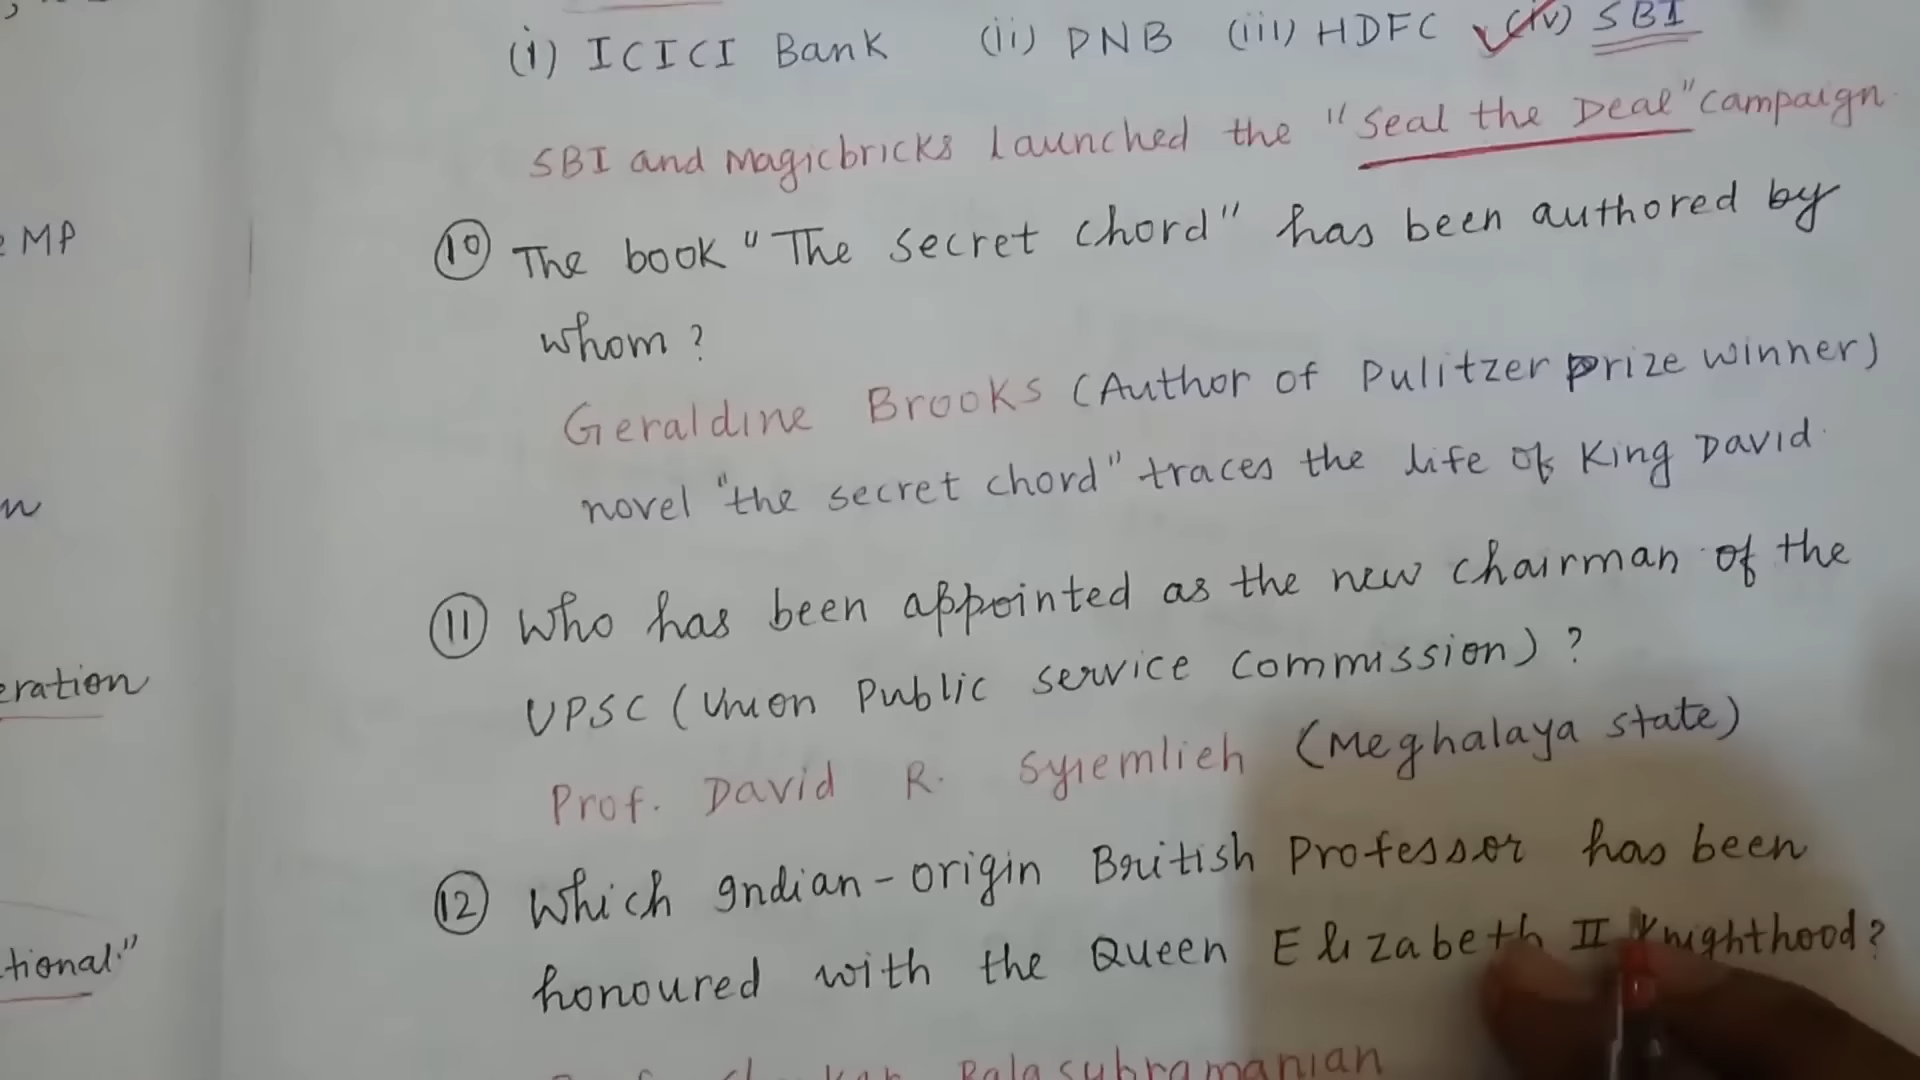 (i) ICICI Bank (ii) PNB (iii) HDFC (iv) SBI
SBI and magicbricks launched the "Seal the Deal" campaign
MP
(10) The book "The secret chord" has been authored by
whom?
Geraldine Brooks (Author of Pulitzer prize winner)
novel "the secret chord" traces the life of King David
n
(11) Who has been appointed as the new chairman of the
UPSC (Union Public service commission)?
eration
Prof. David R. Syiemlieh (Meghalaya state)
(12) Which Indian-origin British Professor has been
honoured with the Queen Elizabeth II Knighthood?
tional."
Balasubramanian